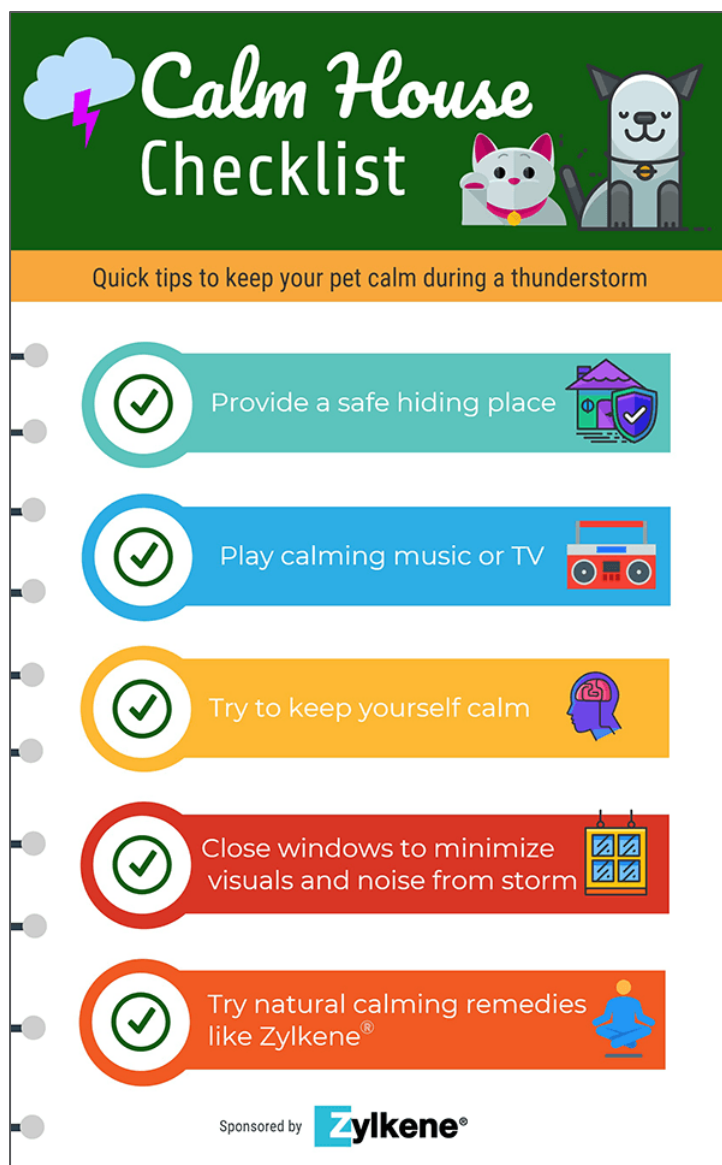 Calm House
Checklist
Quick tips to keep your pet calm during a thunderstorm
Provide a safe hiding place
Play calming music or TV
Try to keep yourself calm
Close windows to minimize
visuals and noise from storm
Try natural calming remedies
like Zylkene®
Sponsored by Zylkene®